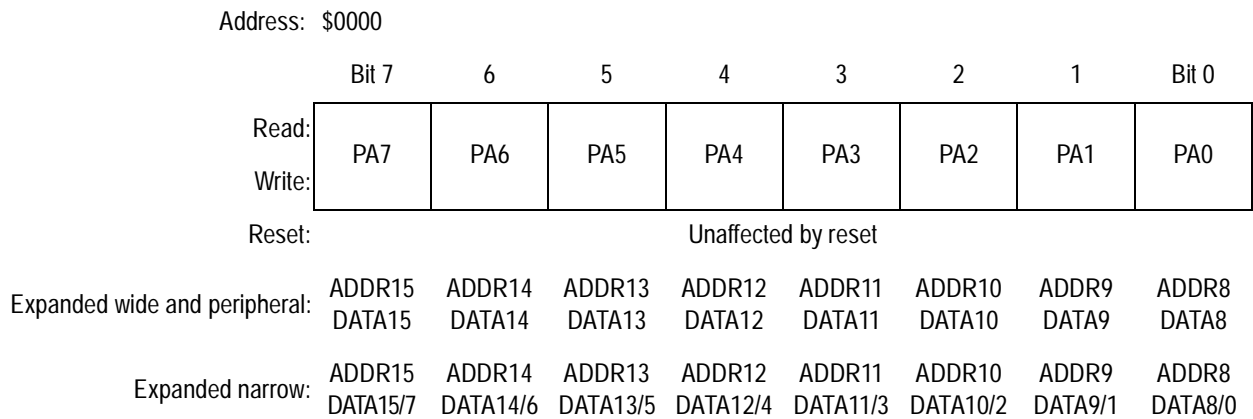 Address: $0000
Bit 7 6 5 4 3 2 1 Bit 0
Read:
PA7 PA6 PA5 PA4 PA3 PA2 PA1 PA0
Write:
Reset: Unaffected by reset
ADDR15 ADDR14 ADDR13 ADDR12 ADDR11 ADDR10 ADDR9 ADDR8
Expanded wide and peripheral:
DATA15 DATA14 DATA13 DATA12 DATA11 DATA10 DATA9 DATA8
ADDR15 ADDR14 ADDR13 ADDR12 ADDR11 ADDR10 ADDR9 ADDR8
Expanded narrow:
DATA15/7 DATA14/6 DATA13/5 DATA12/4 DATA11/3 DATA10/2 DATA9/1 DATA8/0